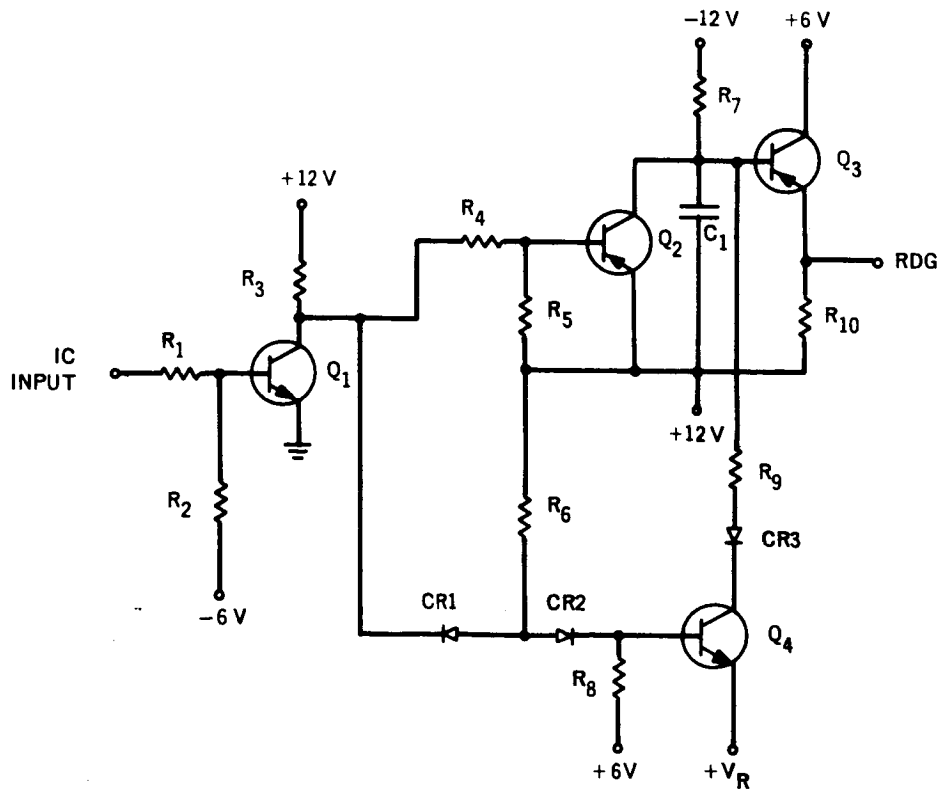 -12 V
+6 V
R7
Q3
+12 V
R4
Q2
C1
RDG
R3
R5
R10
IC
INPUT
R1
Q1
+12 V
R9
R2
R6
CR3
-6 V
CR1
CR2
Q4
R8
+6V
+VR